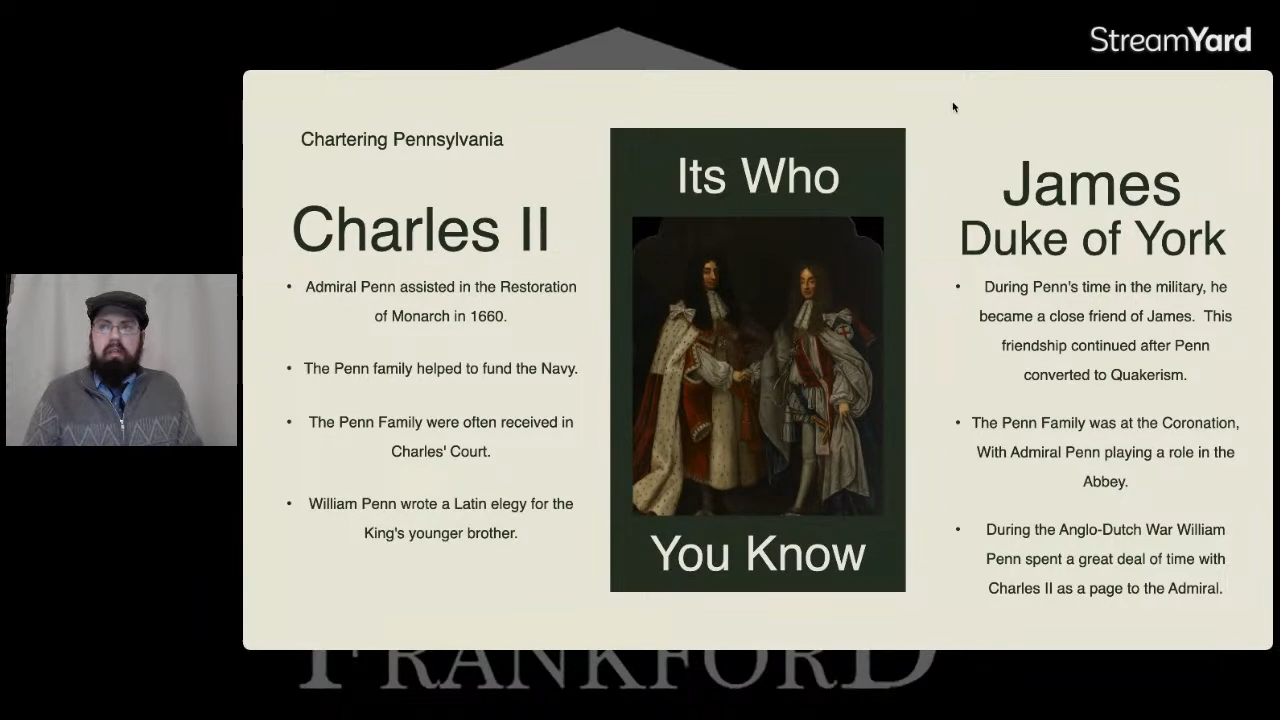 StreamYard
Chartering Pennsylvania
Charles II
• Admiral Penn assisted in the Restoration
of Monarch in 1660.
• The Penn family helped to fund the Navy.
• The Penn Family were often received in
Charles' Court.
• William Penn wrote a Latin elegy for the
King's younger brother.
Its Who
You Know
James
Duke of York
• During Penn's time in the military, he
became a close friend of James. This
friendship continued after Penn
converted to Quakerism.
• The Penn Family was at the Coronation,
With Admiral Penn playing a role in the
Abbey.
• During the Anglo-Dutch War William
Penn spent a great deal of time with
Charles II as a page to the Admiral.
FRANKFORD